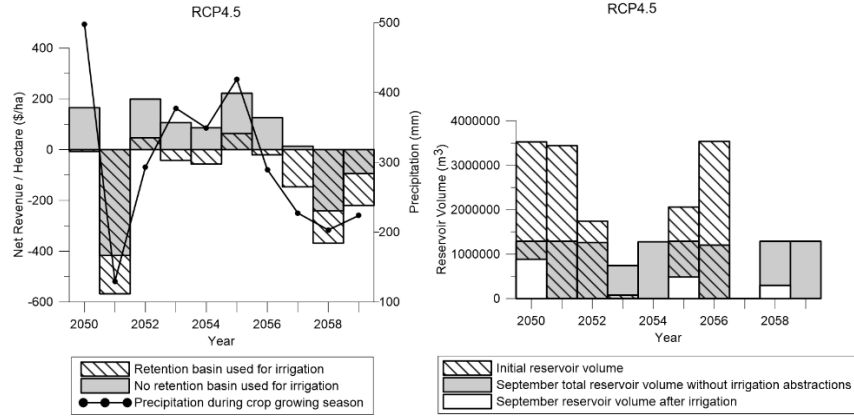 RCP4.5
400
200
0
-200
-400
-600
Net Revenue / Hectare ($/ha)
500
400
300
200
100
Precipitation (mm)
2050
2052
2054
2056
2058
Year
Retention basin used for irrigation
No retention basin used for irrigation
Precipitation during crop growing season
RCP4.5
4000000
3000000
2000000
1000000
0
Reservoir Volume (m³)
2050
2052
2054
2056
2058
Year
Initial reservoir volume
September total reservoir volume without irrigation abstractions
September reservoir volume after irrigation